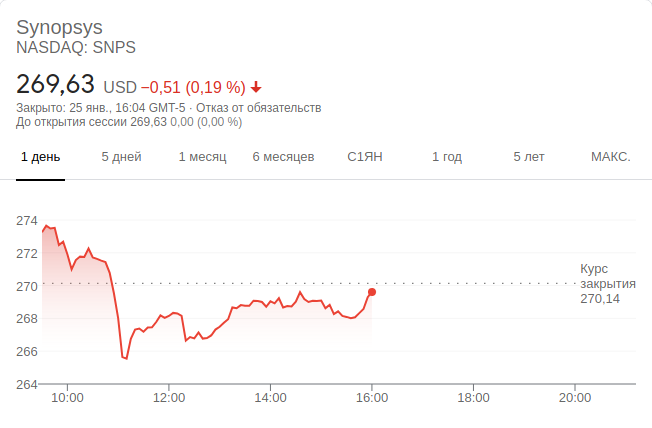 Synopsys
NASDAQ: SNPS
269,63 USD −0,51 (0,19 %)
Закрыто: 25 янв., 16:04 GMT-5 · Отказ от обязательств
До открытия сессии 269,63 0,00 (0,00 %)
1 день 5 дней 1 месяц 6 месяцев С1ЯН 1 год 5 лет МАКС.
274
272
270
268
266
264
Курс
закрытия
270,14
10:00 12:00 14:00 16:00 18:00 20:00